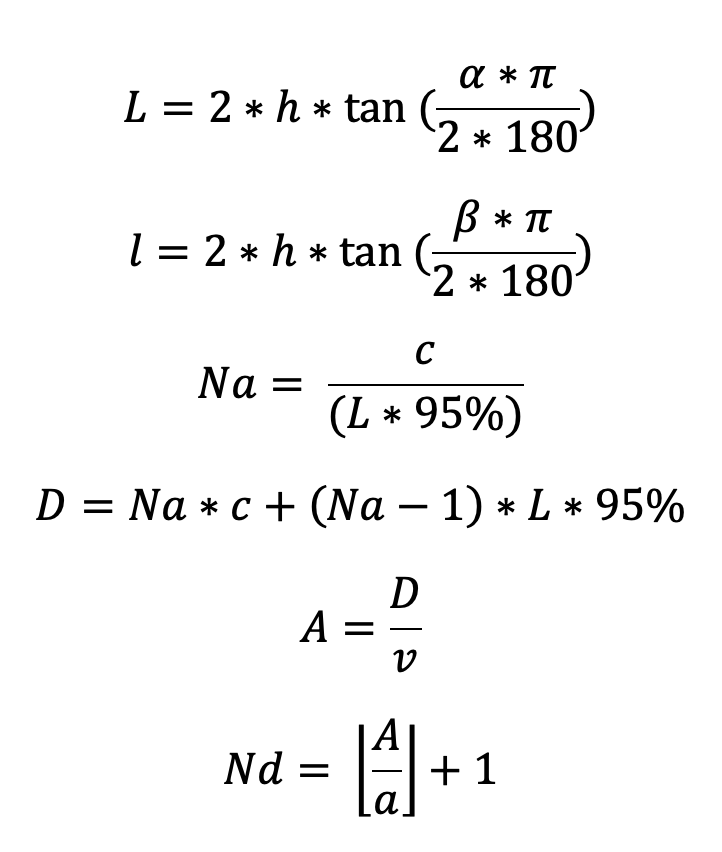 L = 2 * h * tan (α * π / 2 * 180)
l = 2 * h * tan (β * π / 2 * 180)
Na = c / (L * 95%)
D = Na * c + (Na − 1) * L * 95%
A = D / v
Nd = ⌊A / a⌋ + 1